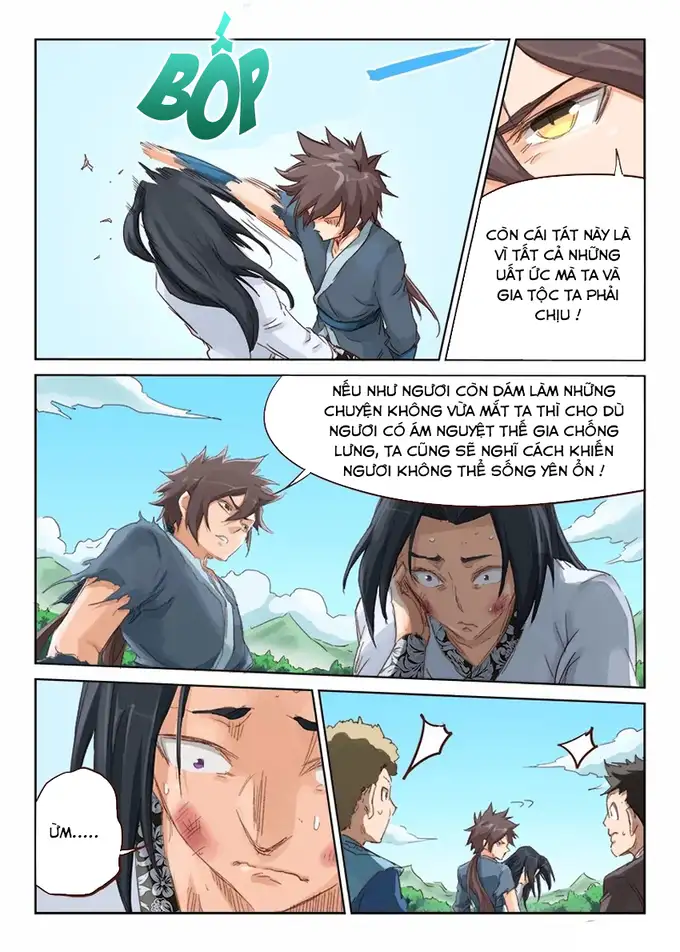 BỐP
CÒN CÁI TÁT NÀY LÀ
VÌ TẤT CẢ NHỮNG
UẤT ỨC MÀ TA VÀ
GIA TỘC TA PHẢI
CHỊU !
NẾU NHƯ NGƯƠI CÒN DÁM LÀM NHỮNG
CHUYỆN KHÔNG VỪA MẮT TA THÌ CHO DÙ
NGƯƠI CÓ ÁM NGUYỆT THẾ GIA CHỐNG
LƯNG, TA CŨNG SẼ NGHĨ CÁCH KHIẾN
NGƯƠI KHÔNG THỂ SỐNG YÊN ỔN !
ỪM.....
!
!